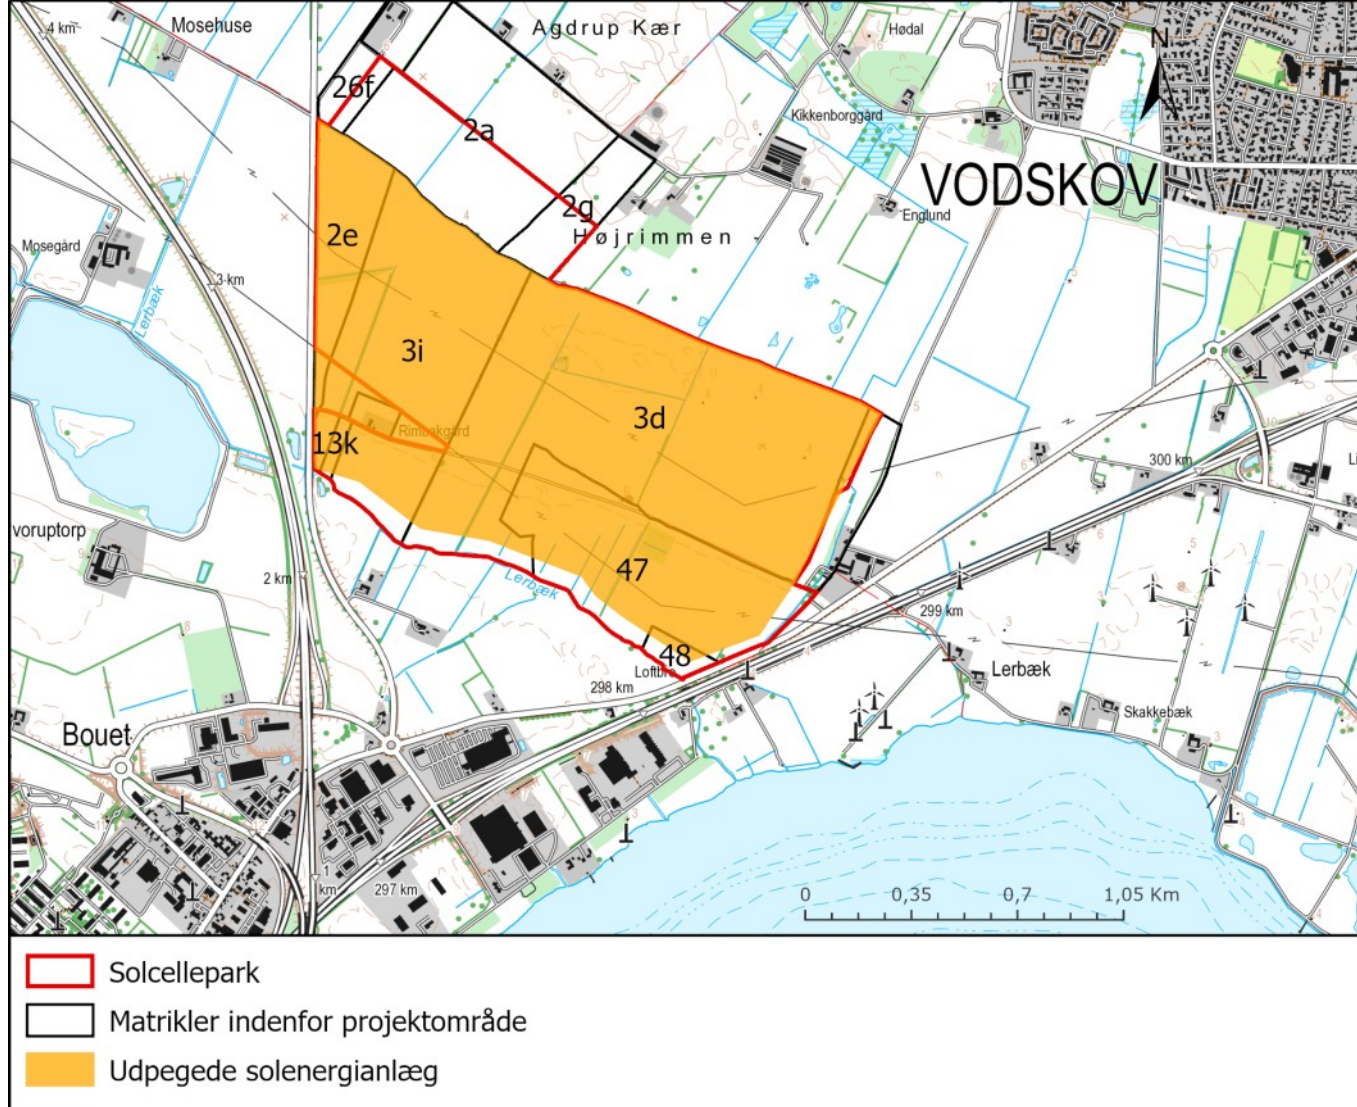 4 km
Mosehuse
Agdrup Kær
Hødal
N
26f
2a
Kikkenborggård
VODSKOV
2g
Englund
Højrimmen
2e
Mosegård
3 km
Lerbæk
3i
3d
13k
Rimbækgård
300 km
voruptorp
2 km
Lerbæk
47
299 km
48
Lerbæk
Loftbro
298 km
Skakkebæk
Bouet
1
km
297 km
0 0,35 0,7 1,05 Km
Solcellepark
Matrikler indenfor projektområde
Udpegede solenergianlæg